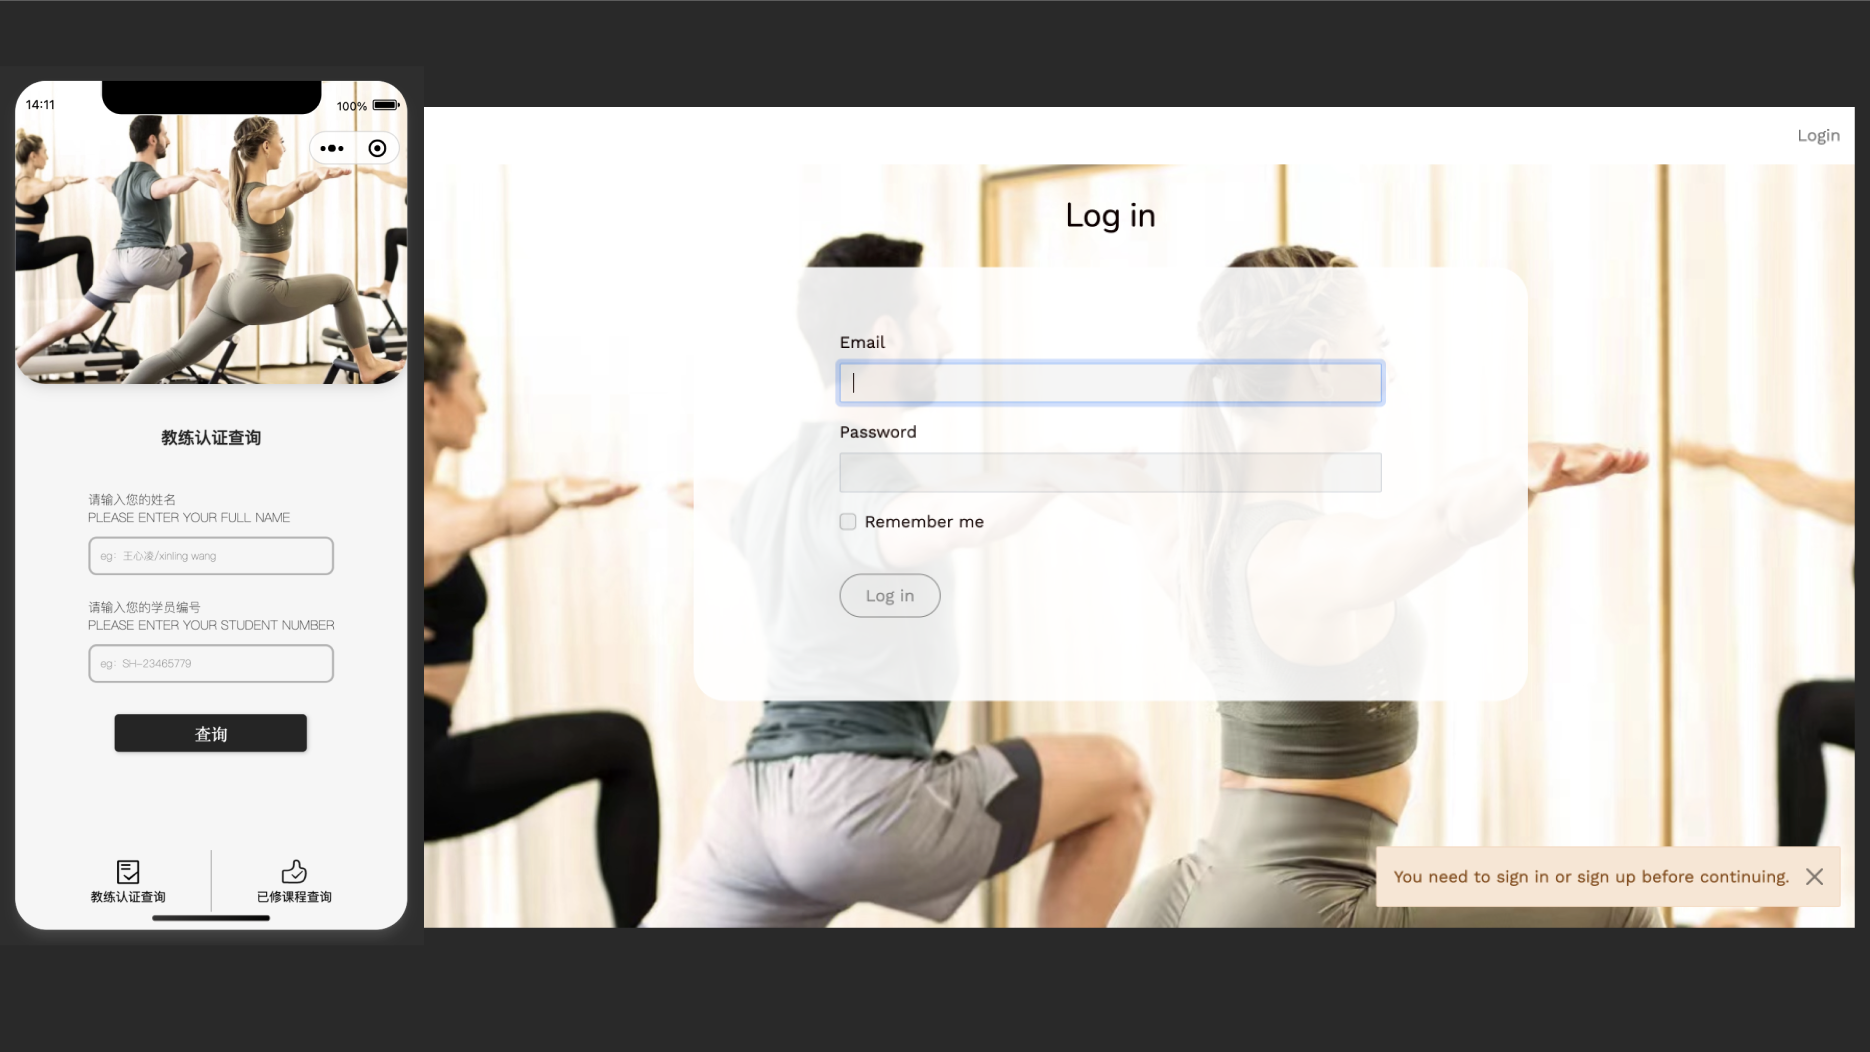 14:11
100%
教练认证查询
请输入您的姓名
PLEASE ENTER YOUR FULL NAME
eg：王心凌/xinling wang
请输入您的学员编号
PLEASE ENTER YOUR STUDENT NUMBER
eg：SH-23465779
查询
教练认证查询
已修课程查询
Login
Log in
Email
Password
Remember me
Log in
You need to sign in or sign up before continuing.